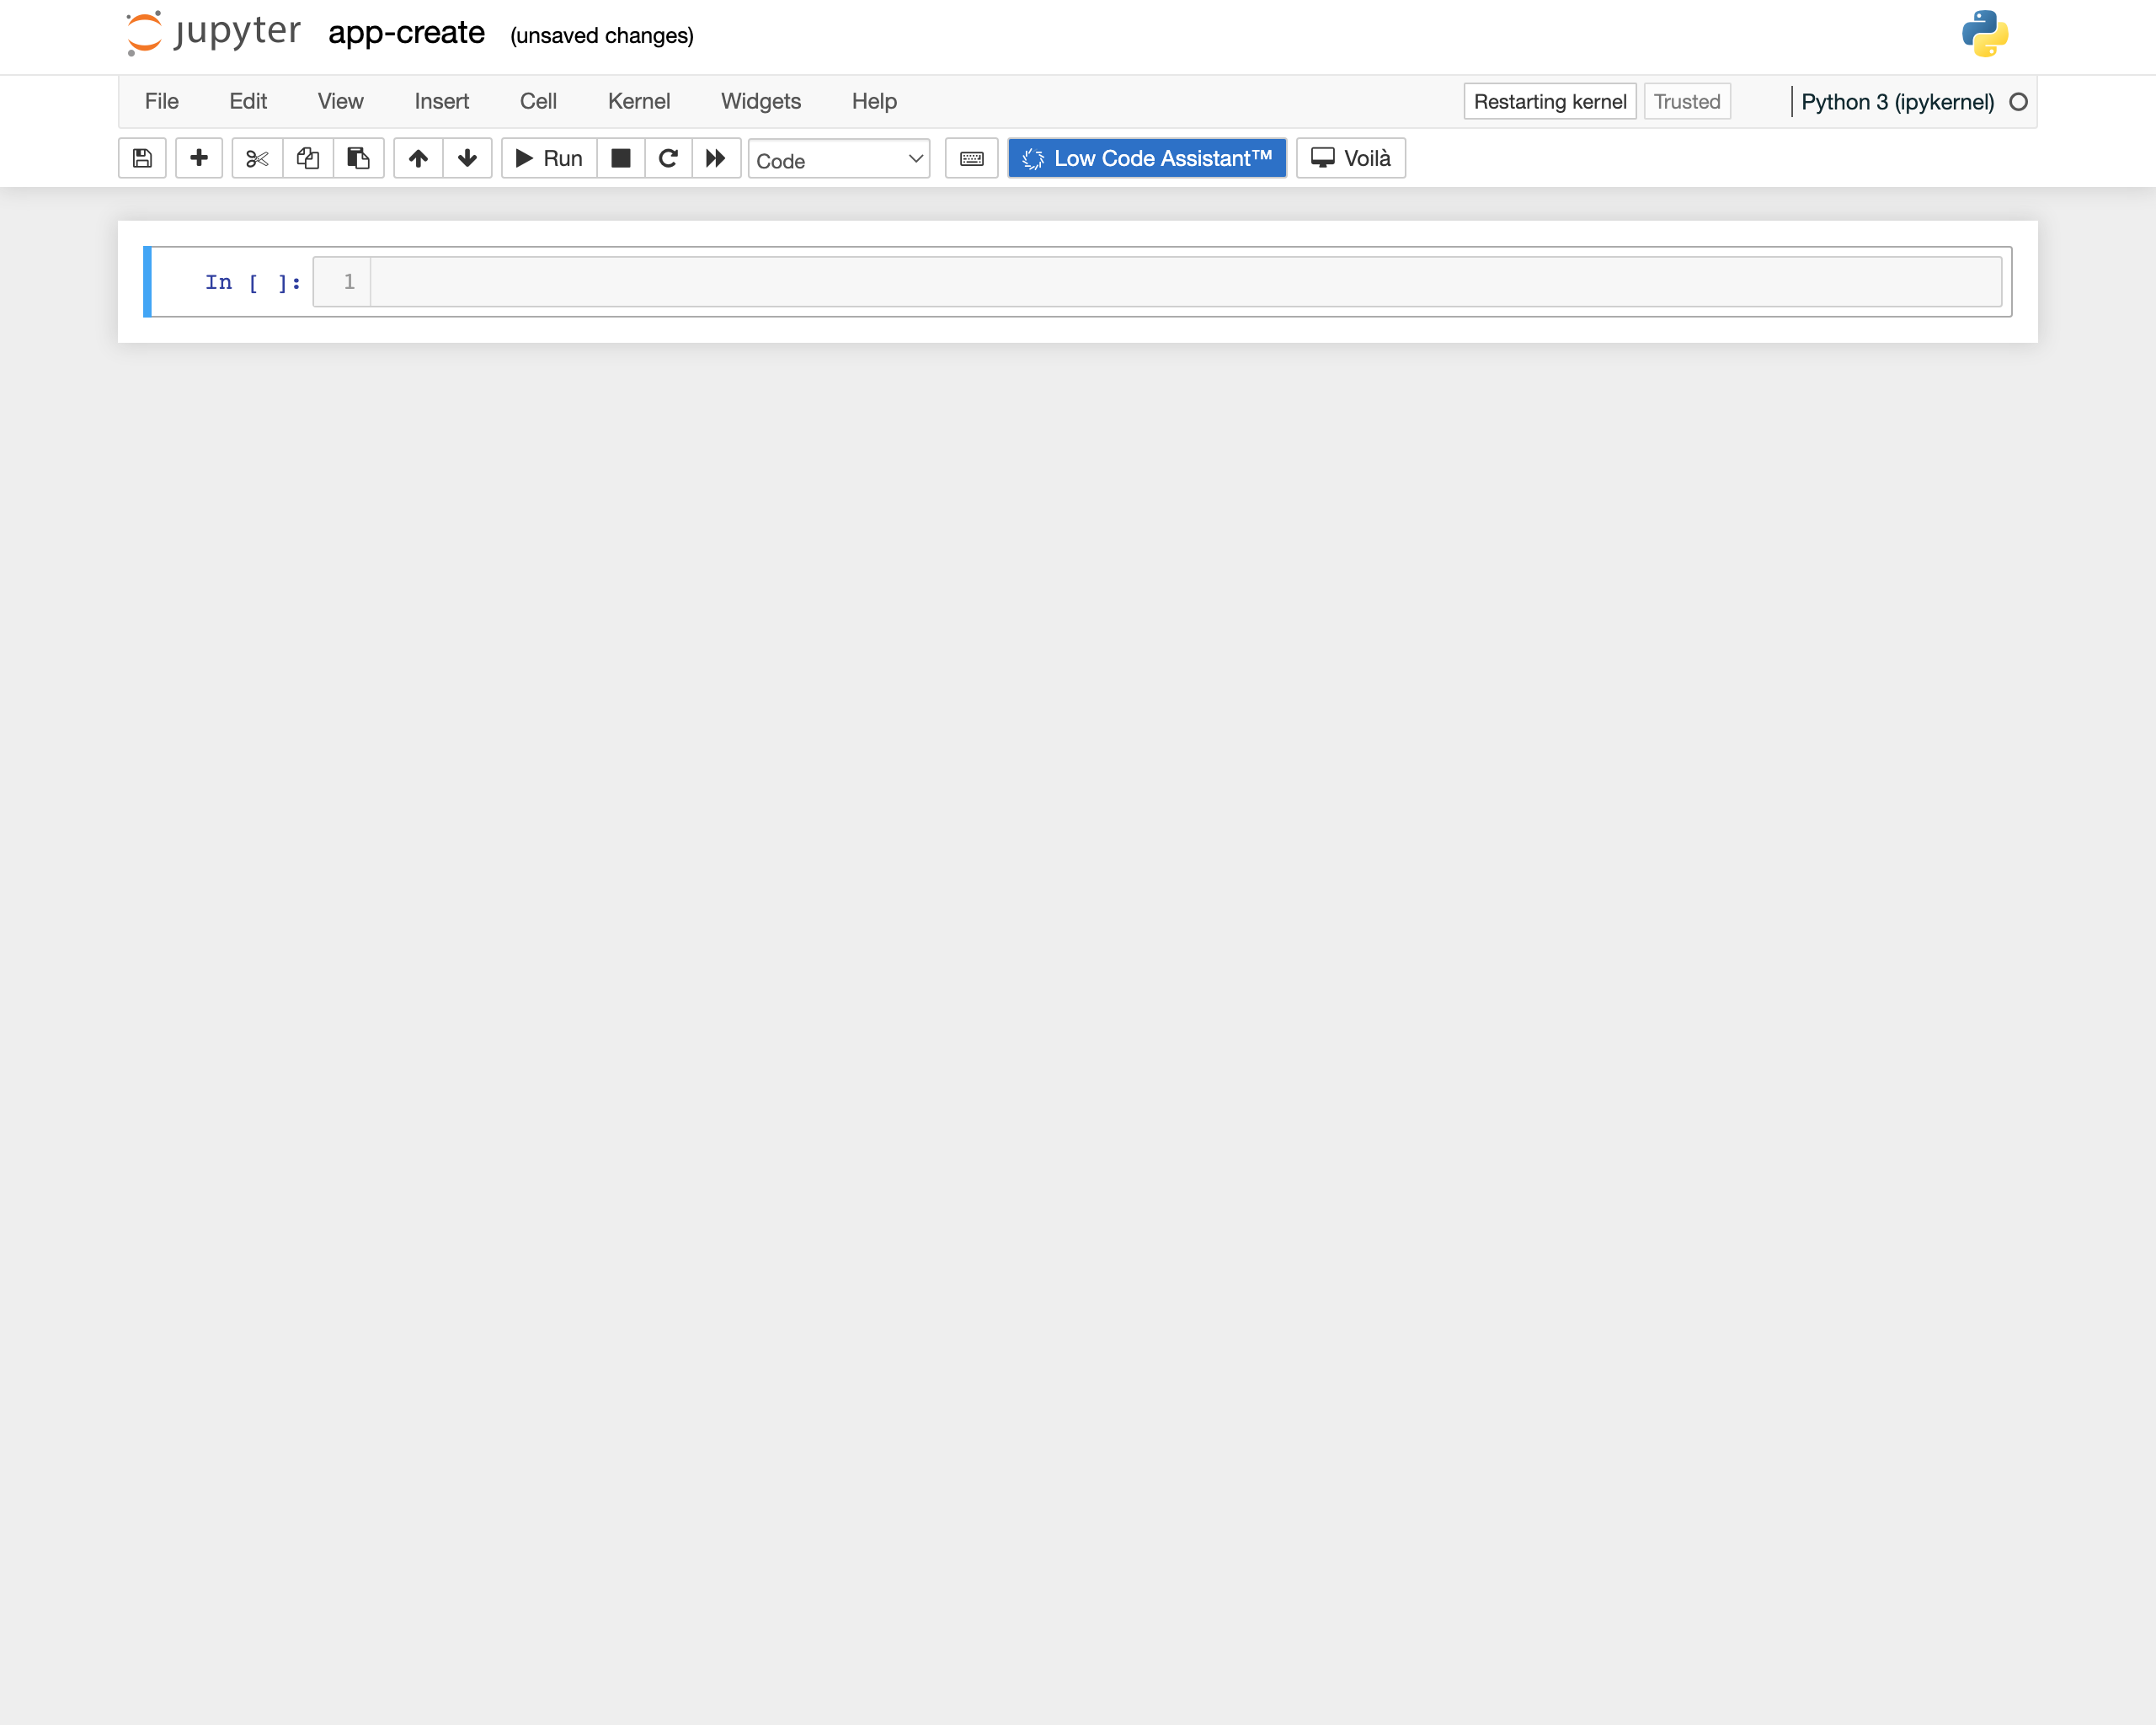 jupyter app-create (unsaved changes)
File Edit View Insert Cell Kernel Widgets Help Restarting kernel Trusted Python 3 (ipykernel)
Run Code Low Code Assistant™ Voilà
In [ ]: 1